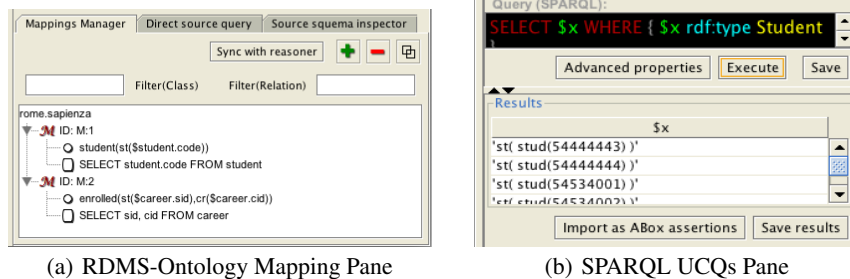 Mappings Manager Direct source query Source squema inspector
Sync with reasoner
Filter(Class) Filter(Relation)
rome.sapienza
M ID: M:1
student(st($student.code))
SELECT student.code FROM student
M ID: M:2
enrolled(st($career.sid),cr($career.cid))
SELECT sid, cid FROM career
(a) RDMS-Ontology Mapping Pane
Query (SPARQL):
SELECT $x WHERE { $x rdf:type Student
}
Advanced properties Execute Save
Results
$x
'st( stud(54444443) )'
'st( stud(54444444) )'
'st( stud(54534001) )'
'st( stud(54534002) )'
Import as ABox assertions Save results
(b) SPARQL UCQs Pane